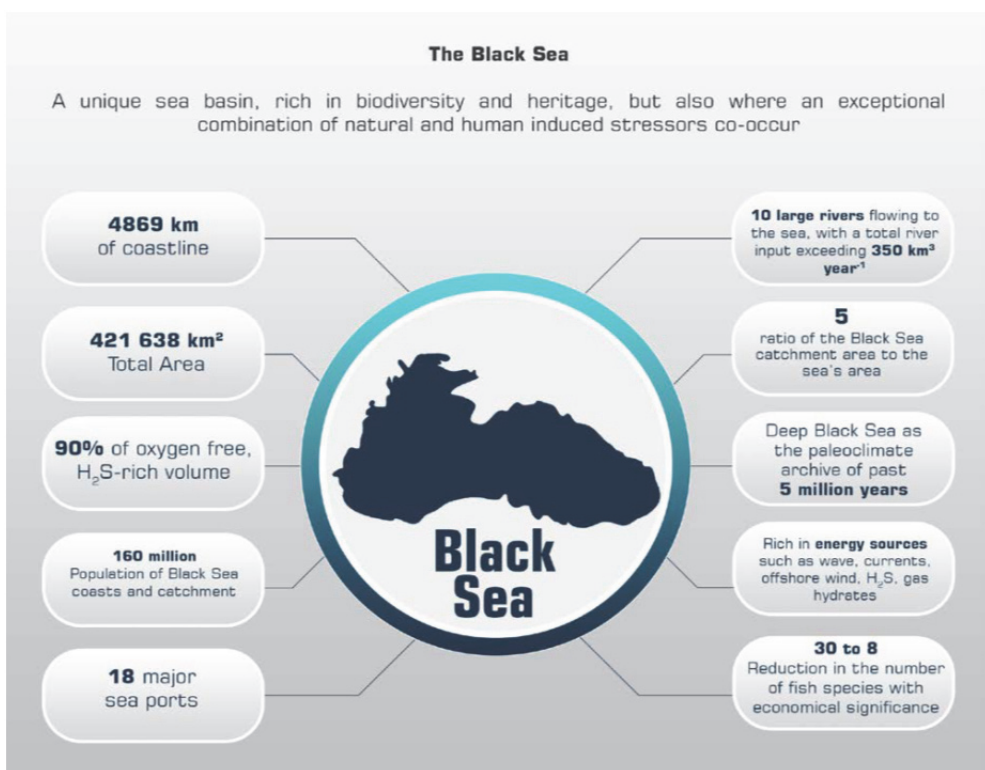 The Black Sea
A unique sea basin, rich in biodiversity and heritage, but also where an exceptional
combination of natural and human induced stressors co-occur
4869 km
of coastline
421 638 km²
Total Area
90% of oxygen free,
H₂S-rich volume
160 million
Population of Black Sea
coasts and catchment
18 major
sea ports
Black
Sea
10 large rivers flowing to
the sea, with a total river
input exceeding 350 km³
year⁻¹
5
ratio of the Black Sea
catchment area to the
sea's area
Deep Black Sea as
the paleoclimate
archive of past
5 million years
Rich in energy sources
such as wave, currents,
offshore wind, H₂S, gas
hydrates
30 to 8
Reduction in the number
of fish species with
economical significance